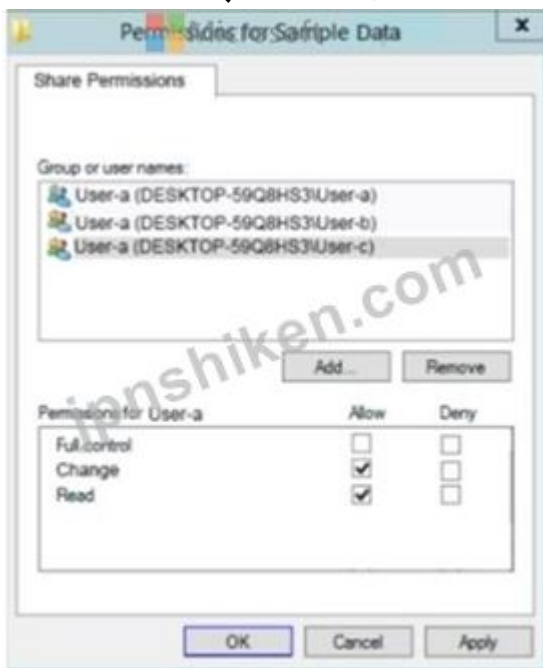 Permissions for Sample Data
x
Share Permissions
Group or user names:
User-a (DESKTOP-59Q8HS3\User-a)
User-a (DESKTOP-59Q8HS3\User-b)
User-a (DESKTOP-59Q8HS3\User-c)
jpnshiken.com
Add...
Remove
Permissions for User-a
Allow
Deny
Full control
Change
Read
OK
Cancel
Apply